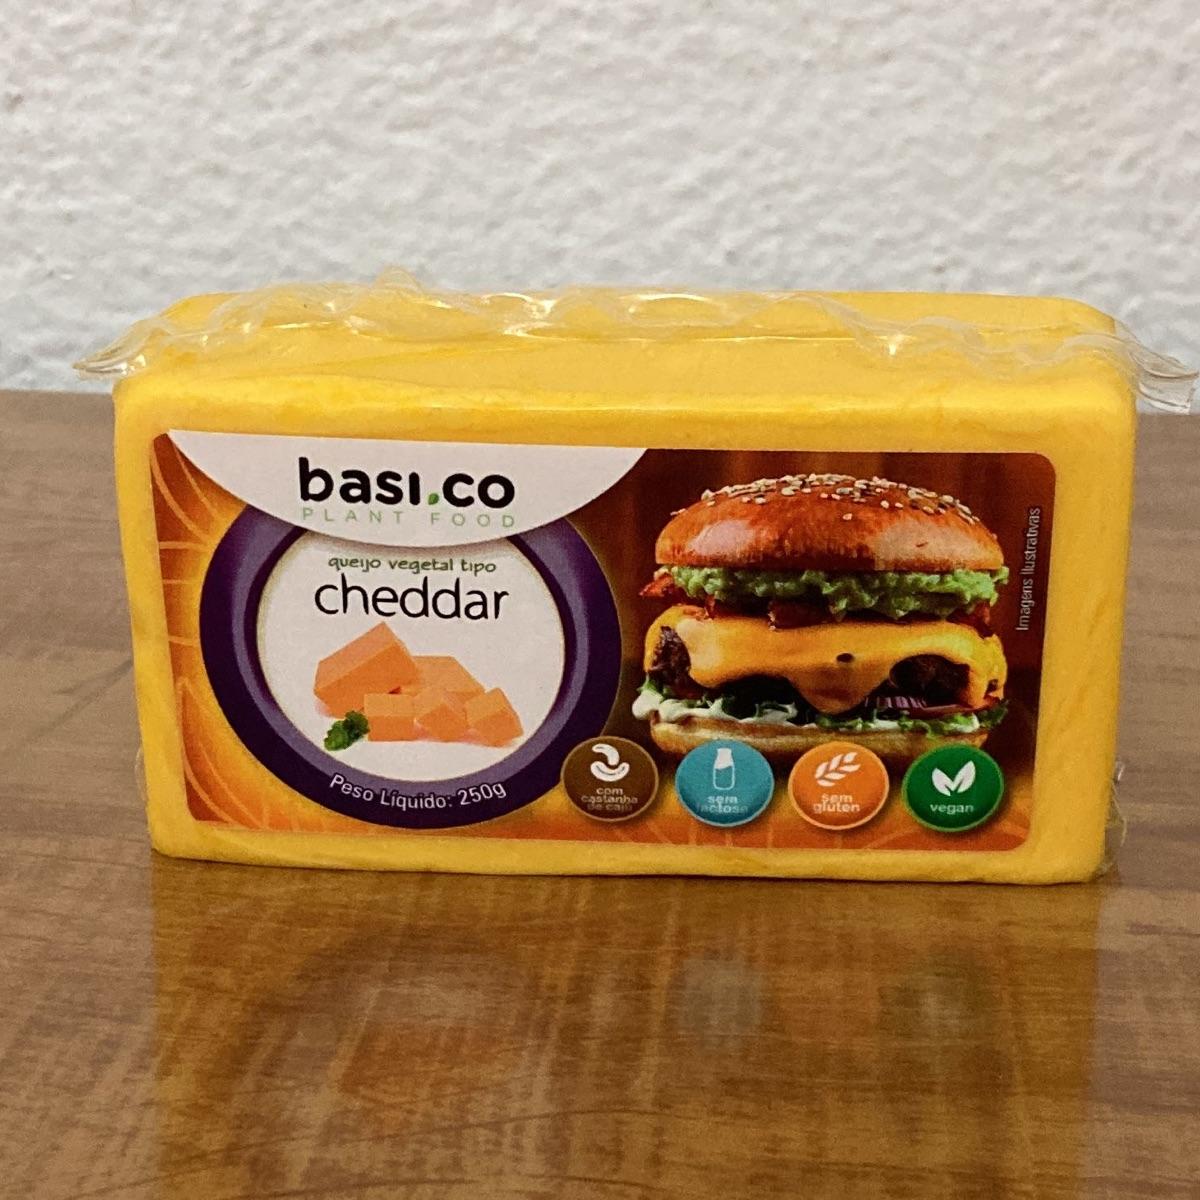 basi.co
PLANT FOOD
queijo vegetal tipo
cheddar
Peso Líquido: 250g
com
castanha
de caju
sem
lactose
sem
gluten
vegan
Imagens Ilustrativas